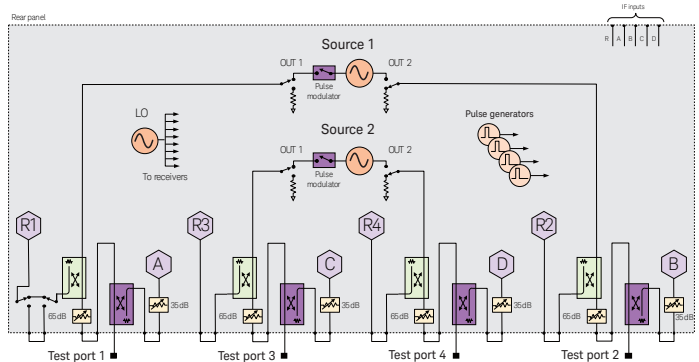 IF inputs
Rear panel
R A B C D
Source 1
OUT 1
OUT 2
Pulse
modulator
LO
To receivers
Source 2
OUT 1
OUT 2
Pulse
modulator
Pulse generators
R1
A
R3
C
R4
D
R2
B
65dB
35dB
65dB
35dB
65dB
35dB
65dB
35dB
Test port 1
Test port 3
Test port 4
Test port 2